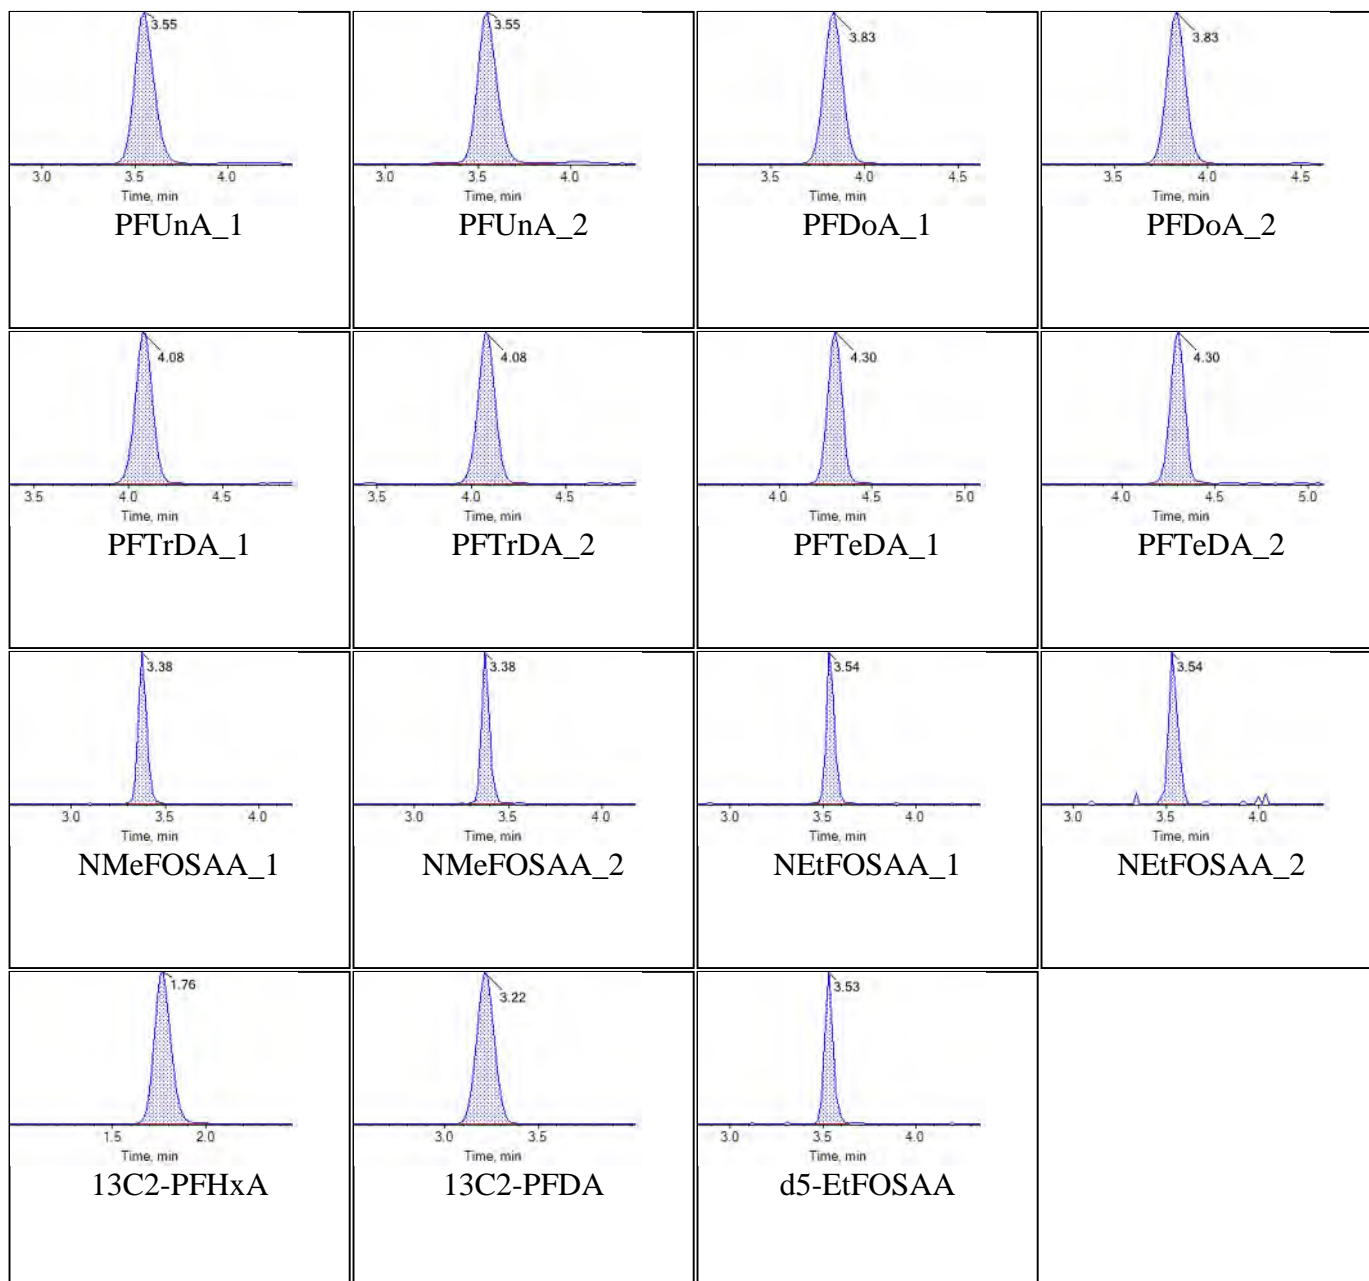 3.55
3.0 3.5 4.0
Time, min
PFUnA_1
3.55
3.0 3.5 4.0
Time, min
PFUnA_2
3.83
3.5 4.0 4.5
Time, min
PFDoA_1
3.83
3.5 4.0 4.5
Time, min
PFDoA_2
4.08
3.5 4.0 4.5
Time, min
PFTrDA_1
4.08
3.5 4.0 4.5
Time, min
PFTrDA_2
4.30
4.0 4.5 5.0
Time, min
PFTeDA_1
4.30
4.0 4.5 5.0
Time, min
PFTeDA_2
3.38
3.0 3.5 4.0
Time, min
NMeFOSAA_1
3.38
3.0 3.5 4.0
Time, min
NMeFOSAA_2
3.54
3.0 3.5 4.0
Time, min
NEtFOSAA_1
3.54
3.0 3.5 4.0
Time, min
NEtFOSAA_2
1.76
1.5 2.0
Time, min
13C2-PFHxA
3.22
3.0 3.5
Time, min
13C2-PFDA
3.53
3.0 3.5 4.0
Time, min
d5-EtFOSAA